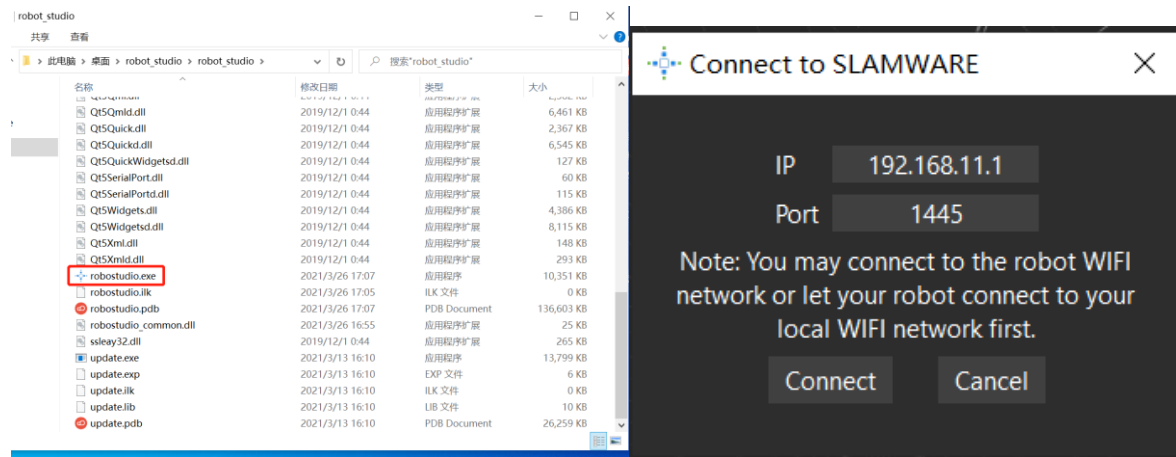 robot_studio
共享 查看
> 此电脑 > 桌面 > robot_studio > robot_studio >
搜索"robot_studio"
名称 修改日期 类型 大小
Qt5Qmld.dll 2019/12/1 0:44 应用程序扩展 6,461 KB
Qt5Quick.dll 2019/12/1 0:44 应用程序扩展 2,367 KB
Qt5Quickd.dll 2019/12/1 0:44 应用程序扩展 6,545 KB
Qt5QuickWidgetsd.dll 2019/12/1 0:44 应用程序扩展 127 KB
Qt5SerialPort.dll 2019/12/1 0:44 应用程序扩展 60 KB
Qt5SerialPortd.dll 2019/12/1 0:44 应用程序扩展 115 KB
Qt5Widgets.dll 2019/12/1 0:44 应用程序扩展 4,386 KB
Qt5Widgetsd.dll 2019/12/1 0:44 应用程序扩展 8,115 KB
Qt5Xml.dll 2019/12/1 0:44 应用程序扩展 148 KB
Qt5Xmld.dll 2019/12/1 0:44 应用程序扩展 293 KB
robostudio.exe 2021/3/26 17:07 应用程序 10,351 KB
robostudio.ilk 2021/3/26 17:05 ILK 文件 0 KB
robostudio.pdb 2021/3/26 17:07 PDB Document 136,603 KB
robostudio_common.dll 2021/3/26 16:55 应用程序扩展 25 KB
ssleay32.dll 2019/12/1 0:44 应用程序扩展 265 KB
update.exe 2021/3/13 16:10 应用程序 13,799 KB
update.exp 2021/3/13 16:10 EXP 文件 6 KB
update.ilk 2021/3/13 16:10 ILK 文件 0 KB
update.lib 2021/3/13 16:10 LIB 文件 10 KB
update.pdb 2021/3/13 16:10 PDB Document 26,259 KB
Connect to SLAMWARE
IP 192.168.11.1
Port 1445
Note: You may connect to the robot WIFI
network or let your robot connect to your
local WIFI network first.
Connect Cancel